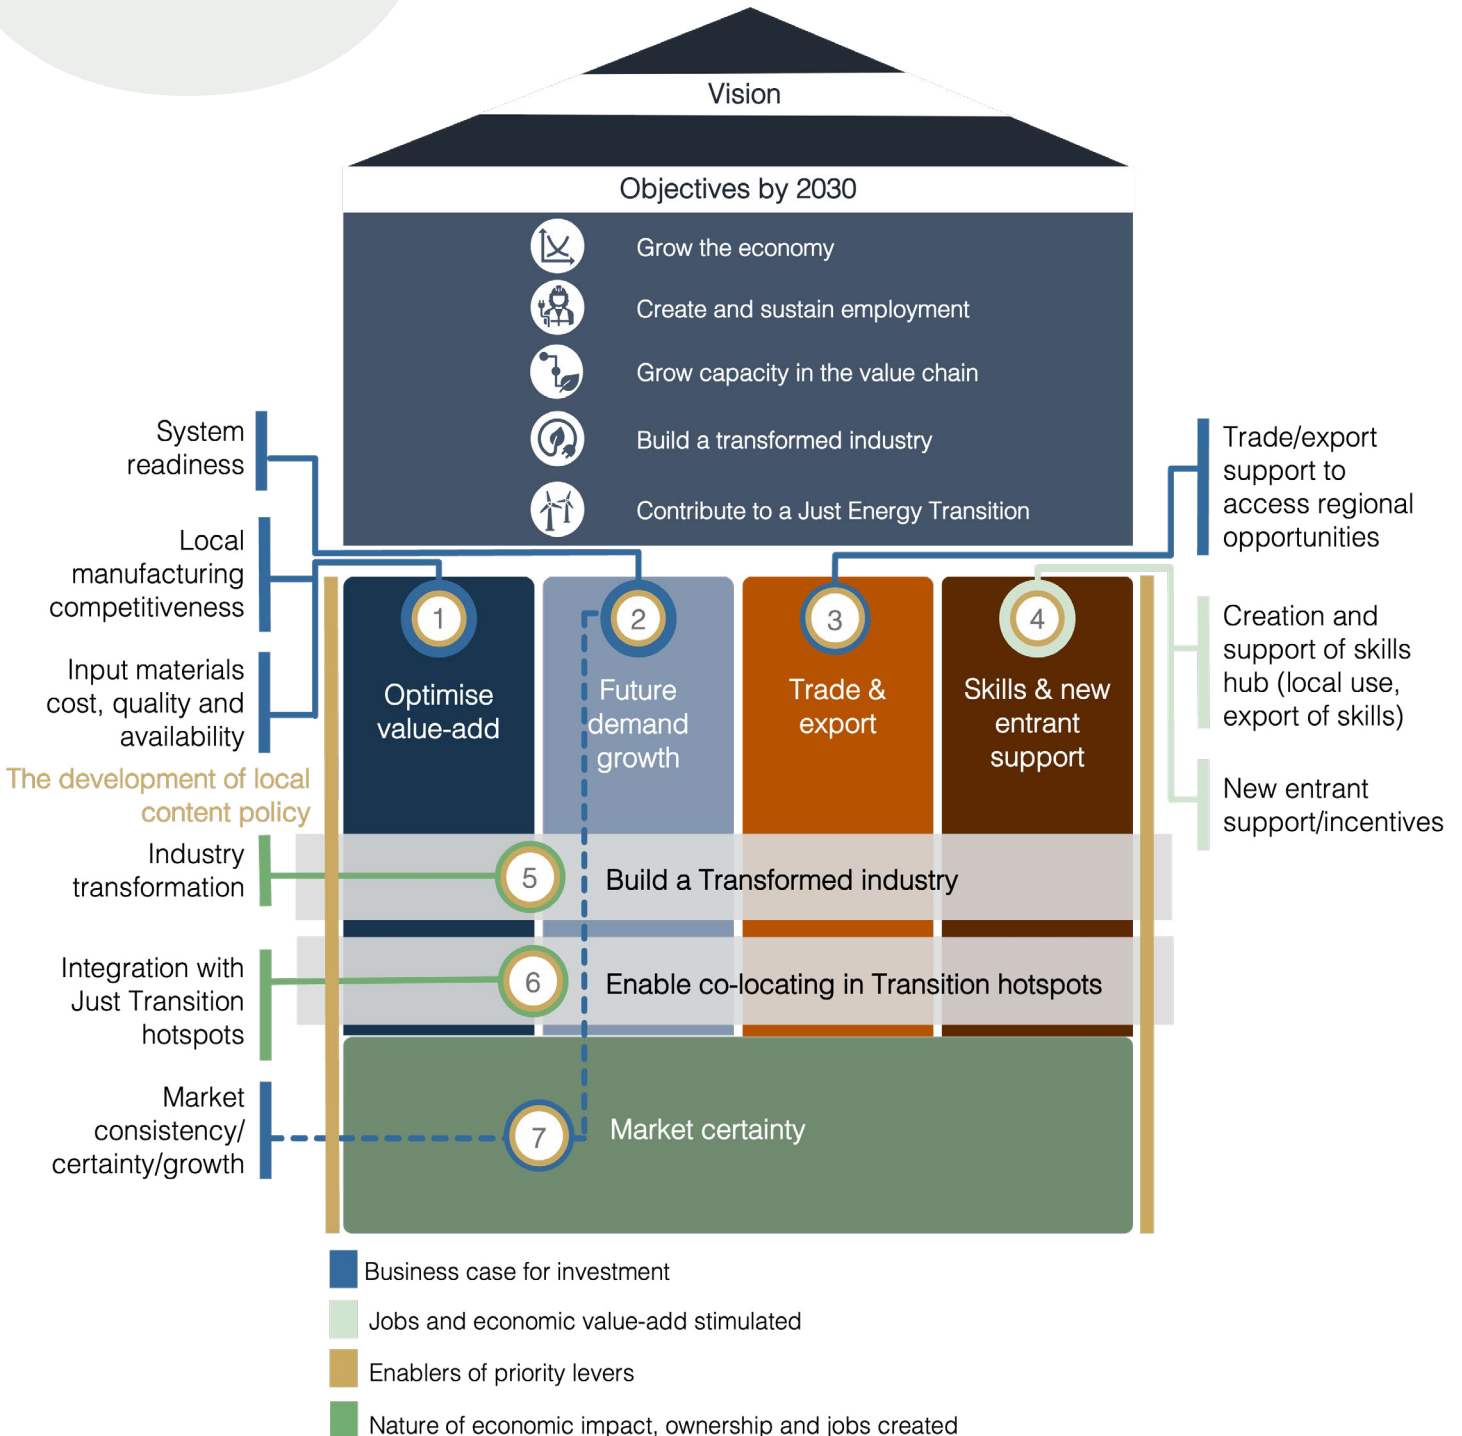 Vision
Objectives by 2030
Grow the economy
Create and sustain employment
Grow capacity in the value chain
Build a transformed industry
Contribute to a Just Energy Transition
System
readiness
Local
manufacturing
competitiveness
Input materials
cost, quality and
availability
The development of local
content policy
Industry
transformation
Integration with
Just Transition
hotspots
Market
consistency/
certainty/growth
1
Optimise
value-add
2
Future
demand
growth
3
Trade &
export
4
Skills & new
entrant
support
Trade/export
support to
access regional
opportunities
Creation and
support of skills
hub (local use,
export of skills)
New entrant
support/incentives
5
Build a Transformed industry
6
Enable co-locating in Transition hotspots
7
Market certainty
Business case for investment
Jobs and economic value-add stimulated
Enablers of priority levers
Nature of economic impact, ownership and jobs created